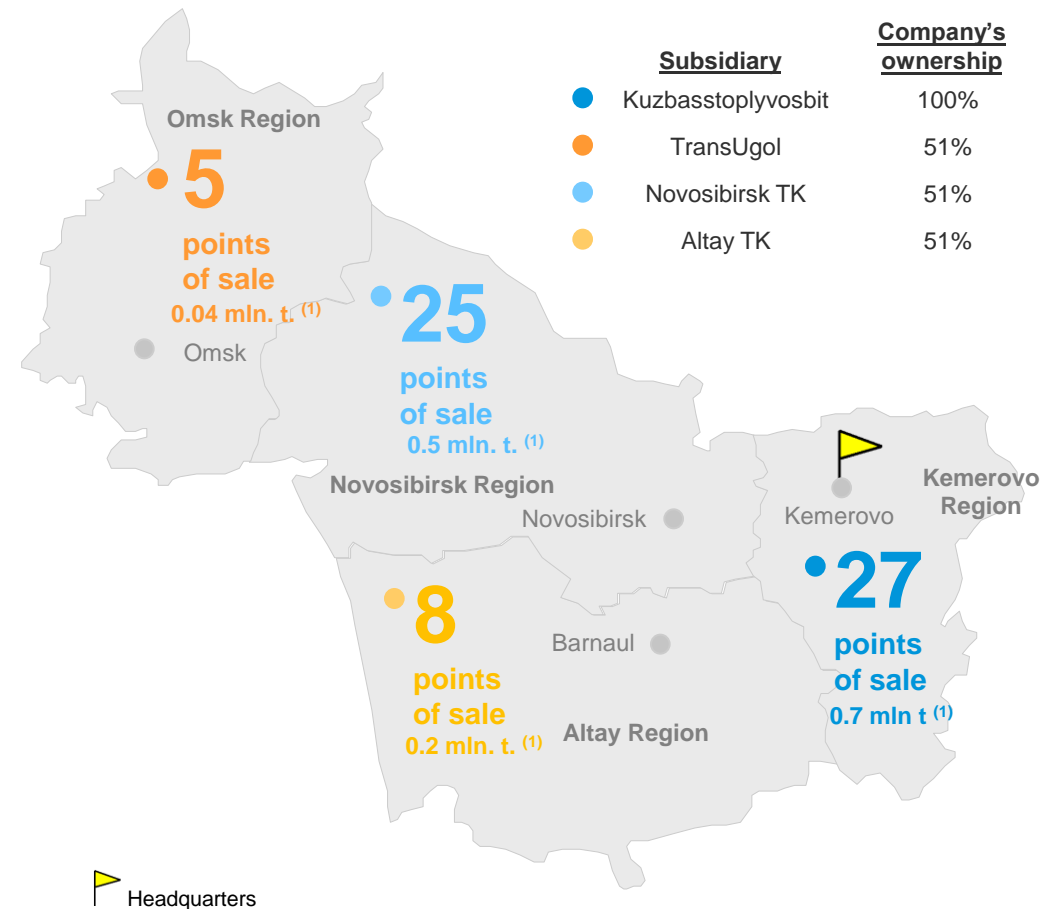 Subsidiary
Company's
ownership
Kuzbasstoplyvosbit 100%
TransUgol 51%
Novosibirsk TK 51%
Altay TK 51%
Omsk Region
5
points
of sale
0.04 mln. t. (1)
Omsk
25
points
of sale
0.5 mln. t. (1)
Novosibirsk Region
Novosibirsk
Kemerovo
Region
Kemerovo
27
points
of sale
0.7 mln t (1)
8
points
of sale
0.2 mln. t. (1)
Barnaul
Altay Region
Headquarters